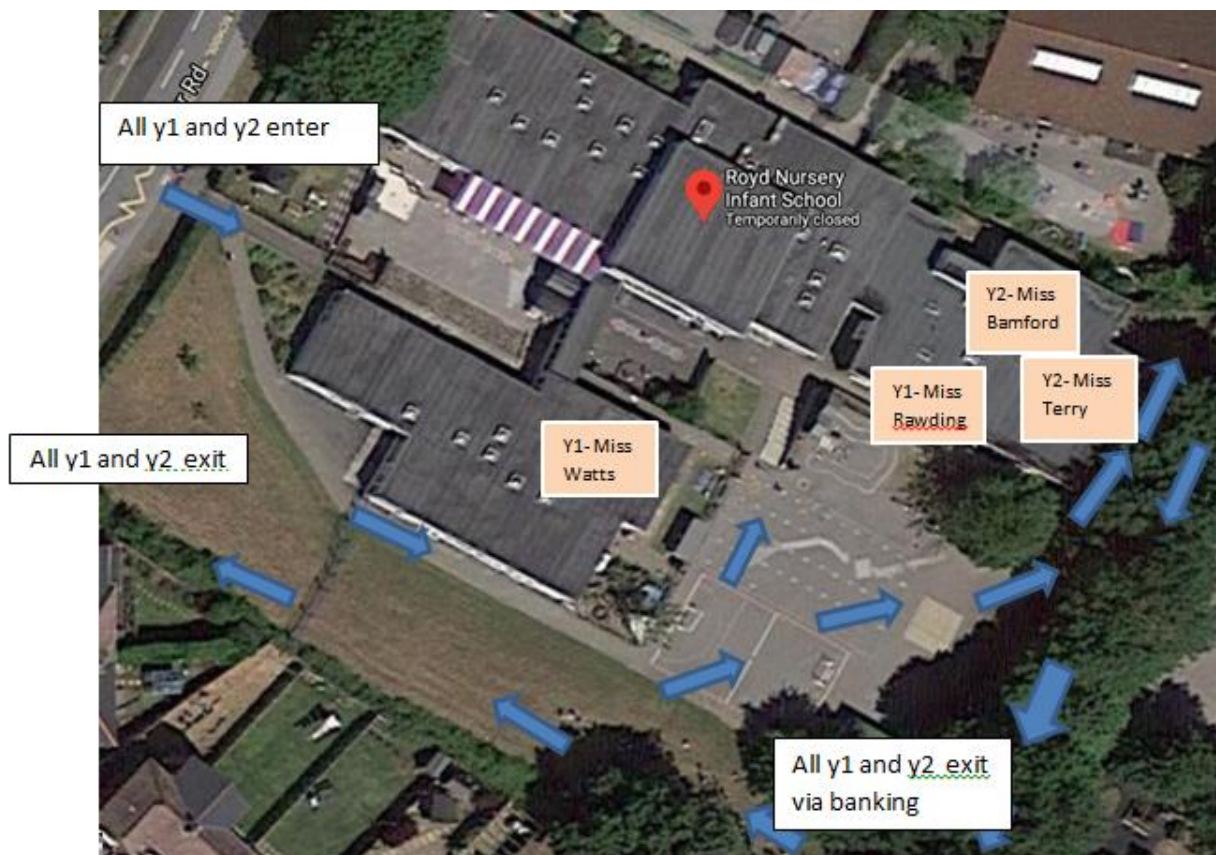 r Rd
All y1 and y2 enter
Royd Nursery
Infant School
Temporarily closed
Y2- Miss
Bamford
Y1- Miss
Rawding
Y2- Miss
Terry
Y1- Miss
Watts
All y1 and y2 exit
All y1 and y2 exit
via banking